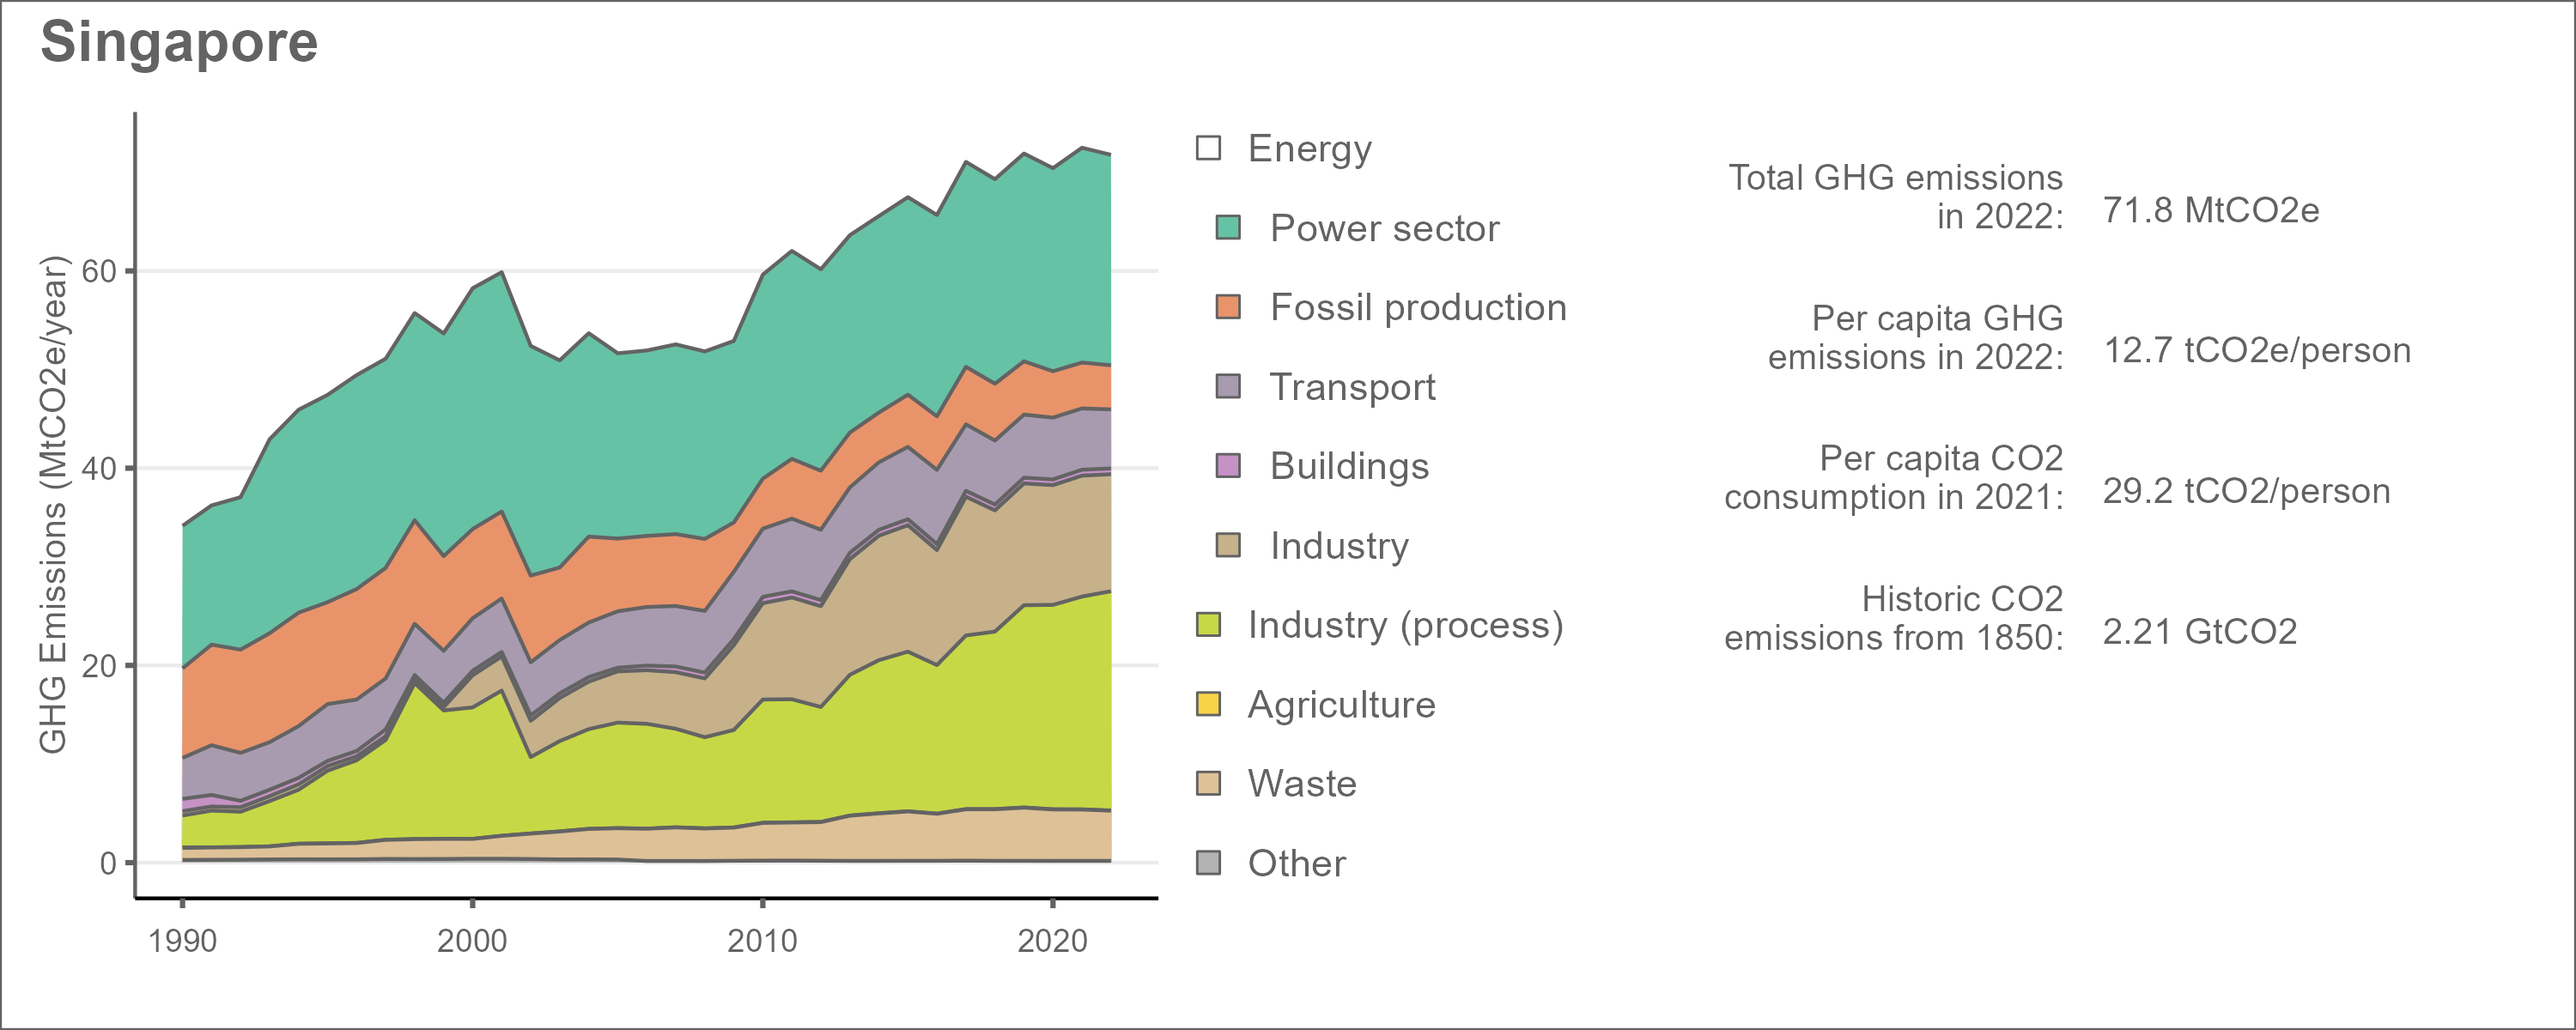 Singapore
GHG Emissions (MtCO2e/year)
60
40
20
0
1990
2000
2010
2020
Energy
Power sector
Fossil production
Transport
Buildings
Industry
Industry (process)
Agriculture
Waste
Other
Total GHG emissions
in 2022:
71.8 MtCO2e
Per capita GHG
emissions in 2022:
12.7 tCO2e/person
Per capita CO2
consumption in 2021:
29.2 tCO2/person
Historic CO2
emissions from 1850:
2.21 GtCO2